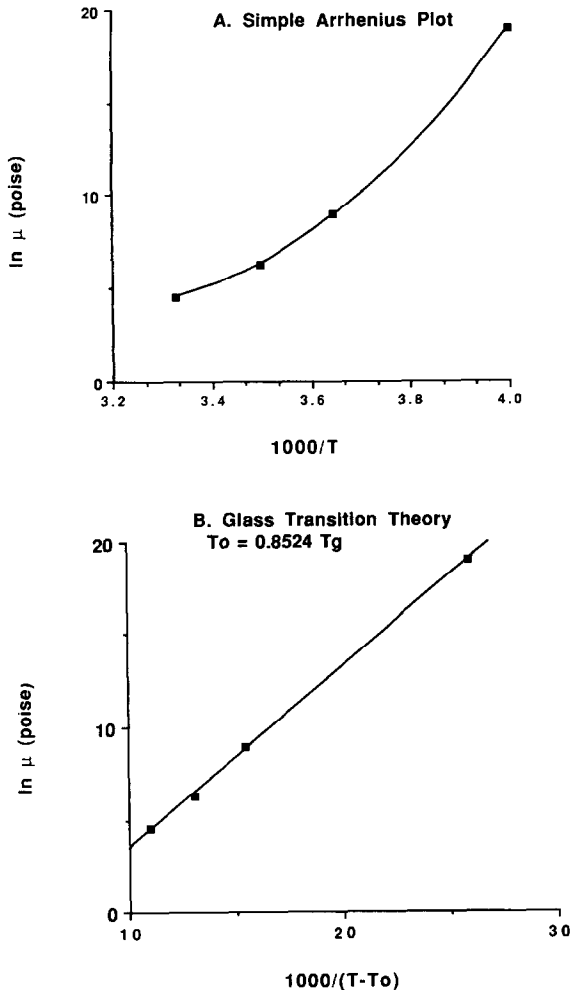 A. Simple Arrhenius Plot
20
10
0
ln μ (poise)
3.2 3.4 3.6 3.8 4.0
1000/T
B. Glass Transition Theory
To = 0.8524 Tg
20
10
0
ln μ (poise)
10 20 30
1000/(T-To)